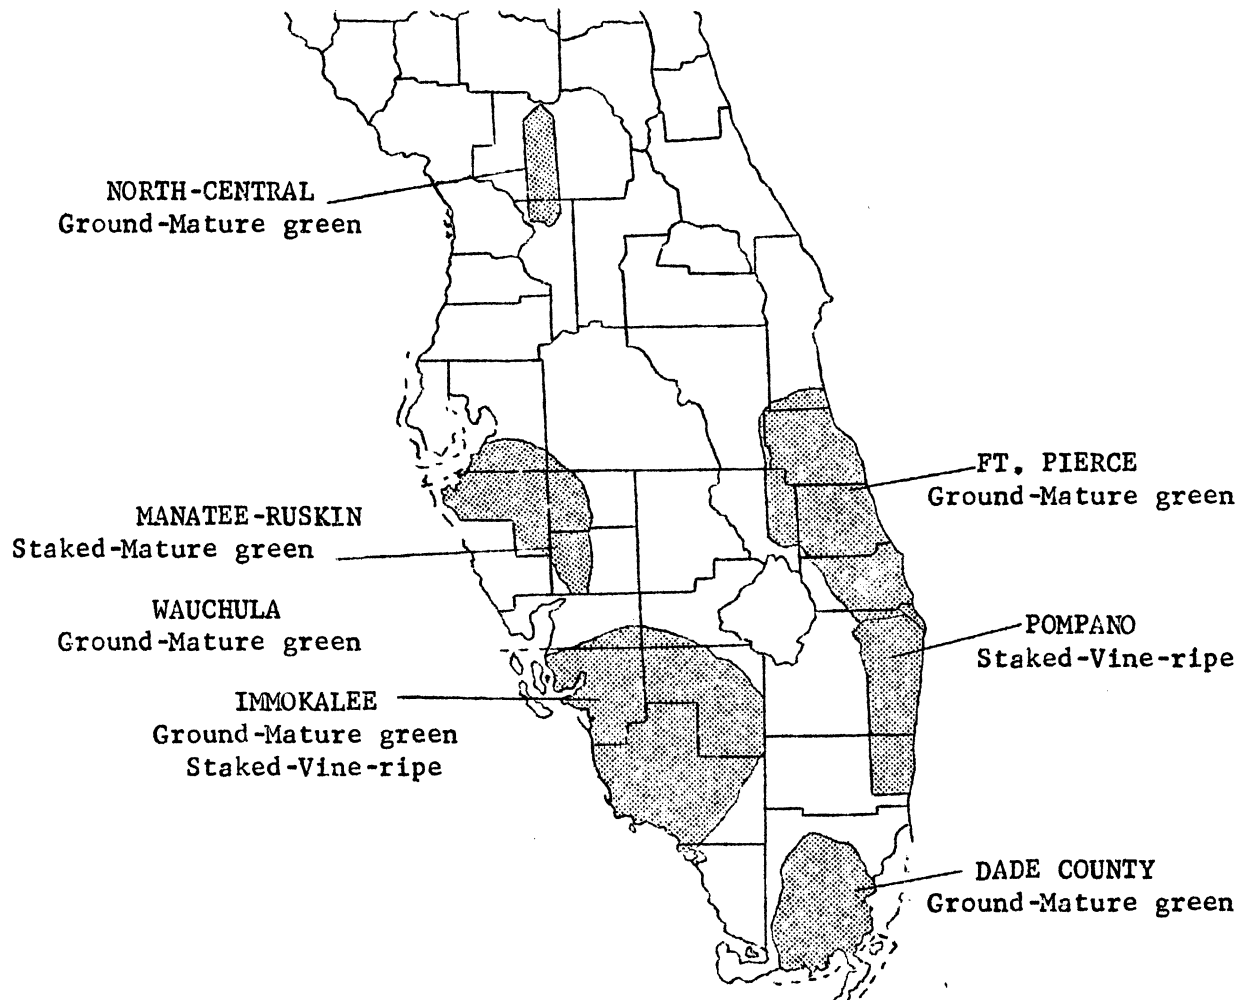 NORTH-CENTRAL
Ground-Mature green
FT. PIERCE
Ground-Mature green
MANATEE-RUSKIN
Staked-Mature green
WAUCHULA
Ground-Mature green
POMPANO
Staked-Vine-ripe
IMMOKALEE
Ground-Mature green
Staked-Vine-ripe
DADE COUNTY
Ground-Mature green